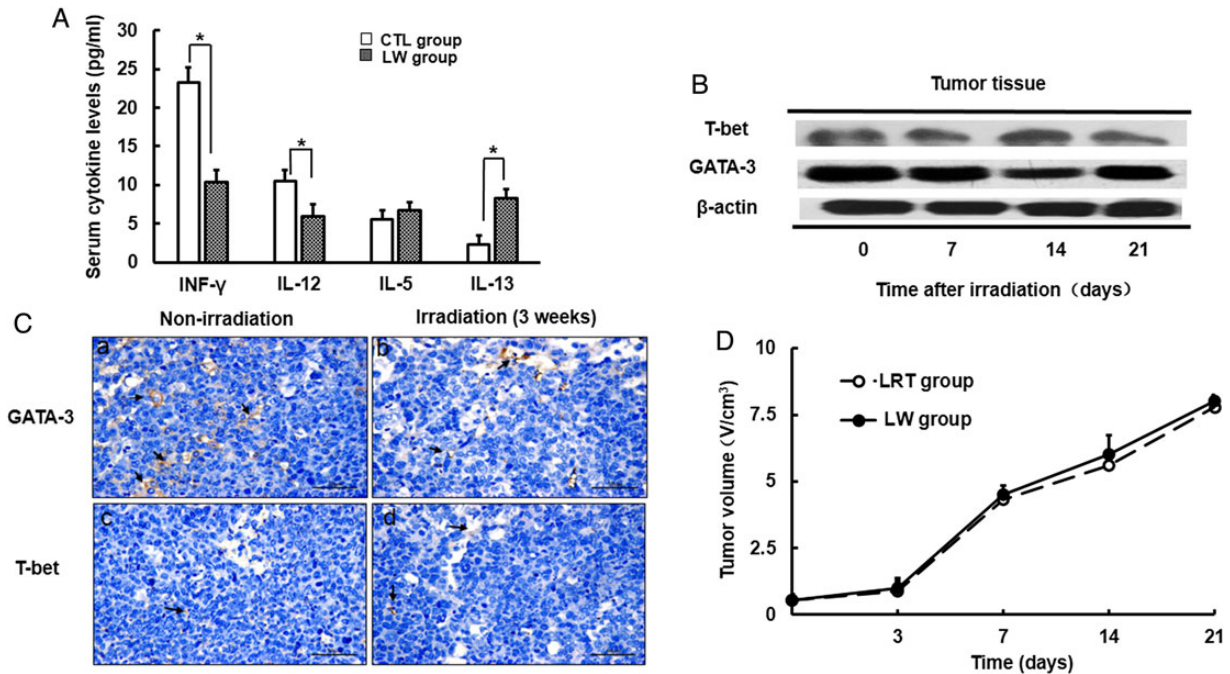 A
Serum cytokine levels (pg/ml)
30
25
20
15
10
5
0
CTL group
LW group
*
*
*
INF-γ IL-12 IL-5 IL-13
B
Tumor tissue
T-bet
GATA-3
β-actin
0 7 14 21
Time after irradiation (days)
C
Non-irradiation Irradiation (3 weeks)
GATA-3
a b
T-bet
c d
D
Tumor volume (V/cm³)
10
7.5
5
2.5
0
·LRT group
LW group
3 7 14 21
Time (days)